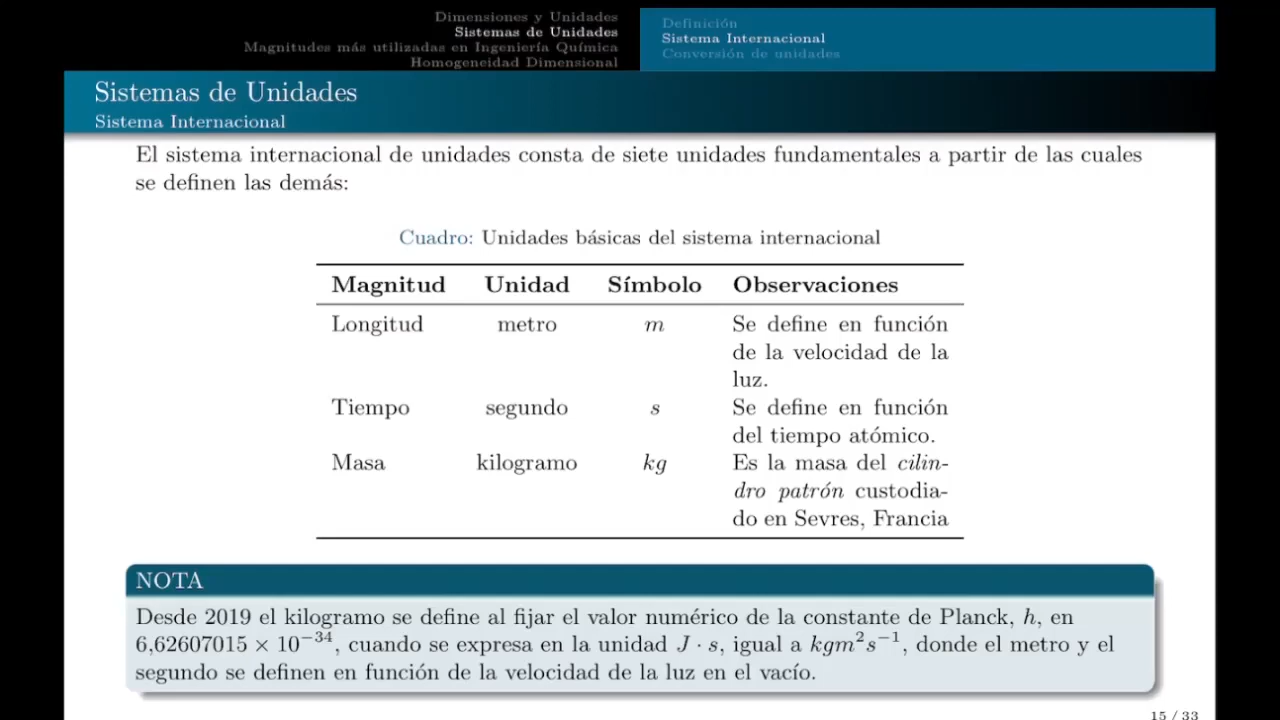 Dimensiones y Unidades
Sistemas de Unidades
Magnitudes más utilizadas en Ingeniería Química
Homogeneidad Dimensional
Definición
Sistema Internacional
Conversión de unidades
Sistemas de Unidades
Sistema Internacional
El sistema internacional de unidades consta de siete unidades fundamentales a partir de las cuales
se definen las demás:
Cuadro: Unidades básicas del sistema internacional
Magnitud Unidad Símbolo Observaciones
Longitud metro m Se define en función
de la velocidad de la
luz.
Tiempo segundo s Se define en función
del tiempo atómico.
Masa kilogramo kg Es la masa del cilin-
dro patrón custodia-
do en Sevres, Francia
NOTA
Desde 2019 el kilogramo se define al fijar el valor numérico de la constante de Planck, h, en
6,62607015 × 10⁻³⁴, cuando se expresa en la unidad J · s, igual a kgm²s⁻¹, donde el metro y el
segundo se definen en función de la velocidad de la luz en el vacío.
15 / 33